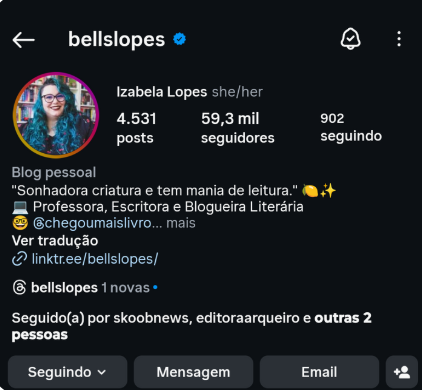 bellslopes
Izabela Lopes she/her
4.531 59,3 mil 902
posts seguidores seguindo
Blog pessoal
"Sonhadora criatura e tem mania de leitura." 🍋✨
💻 Professora, Escritora e Blogueira Literária
🤓 @chegoumaislivro... mais
Ver tradução
linktr.ee/bellslopes/
bellslopes 1 novas
Seguido(a) por skoobnews, editoraarqueiro e outras 2
pessoas
Seguindo Mensagem Email